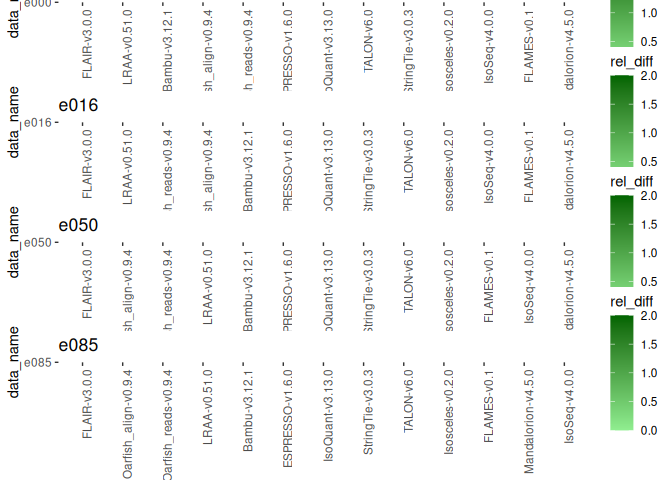 data_name
e000
FLAIR-v3.0.0
LRAA-v0.51.0
Bambu-v3.12.1
sh_align-v0.9.4
h_reads-v0.9.4
PRESSO-v1.6.0
oQuant-v3.13.0
TALON-v6.0
StringTie-v3.0.3
sosceles-v0.2.0
IsoSeq-v4.0.0
FLAMES-v0.1
dalorion-v4.5.0
1.0
0.5
e016
data_name
e016
FLAIR-v3.0.0
LRAA-v0.51.0
h_reads-v0.9.4
sh_align-v0.9.4
Bambu-v3.12.1
PRESSO-v1.6.0
oQuant-v3.13.0
StringTie-v3.0.3
TALON-v6.0
sosceles-v0.2.0
IsoSeq-v4.0.0
FLAMES-v0.1
dalorion-v4.5.0
rel_diff
2.0
1.5
1.0
0.5
e050
data_name
e050
FLAIR-v3.0.0
sh_align-v0.9.4
h_reads-v0.9.4
LRAA-v0.51.0
Bambu-v3.12.1
PRESSO-v1.6.0
oQuant-v3.13.0
StringTie-v3.0.3
TALON-v6.0
sosceles-v0.2.0
FLAMES-v0.1
IsoSeq-v4.0.0
dalorion-v4.5.0
rel_diff
2.0
1.5
1.0
0.5
e085
data_name
e085
FLAIR-v3.0.0
Oarfish_align-v0.9.4
Oarfish_reads-v0.9.4
LRAA-v0.51.0
Bambu-v3.12.1
ESPRESSO-v1.6.0
IsoQuant-v3.13.0
StringTie-v3.0.3
TALON-v6.0
Isosceles-v0.2.0
FLAMES-v0.1
Mandalorion-v4.5.0
IsoSeq-v4.0.0
rel_diff
2.0
1.5
1.0
0.5
0.0